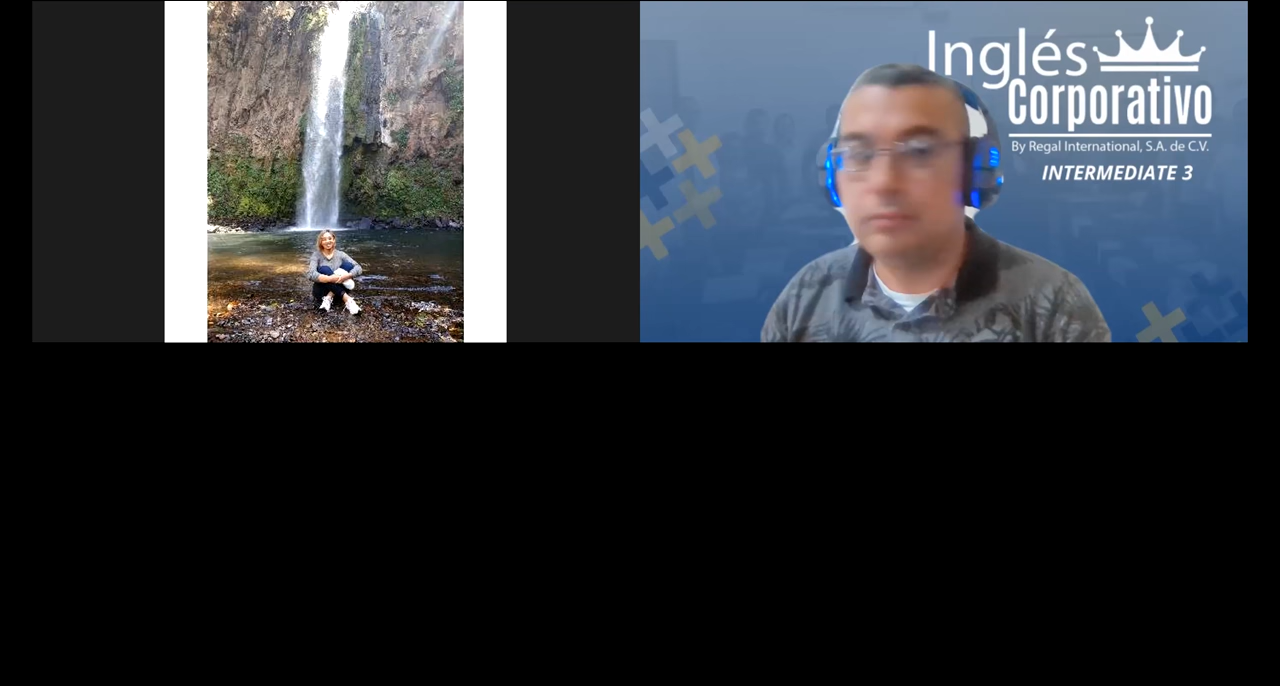 Inglés
Corporativo
By Regal International, S.A. de C.V.
INTERMEDIATE 3